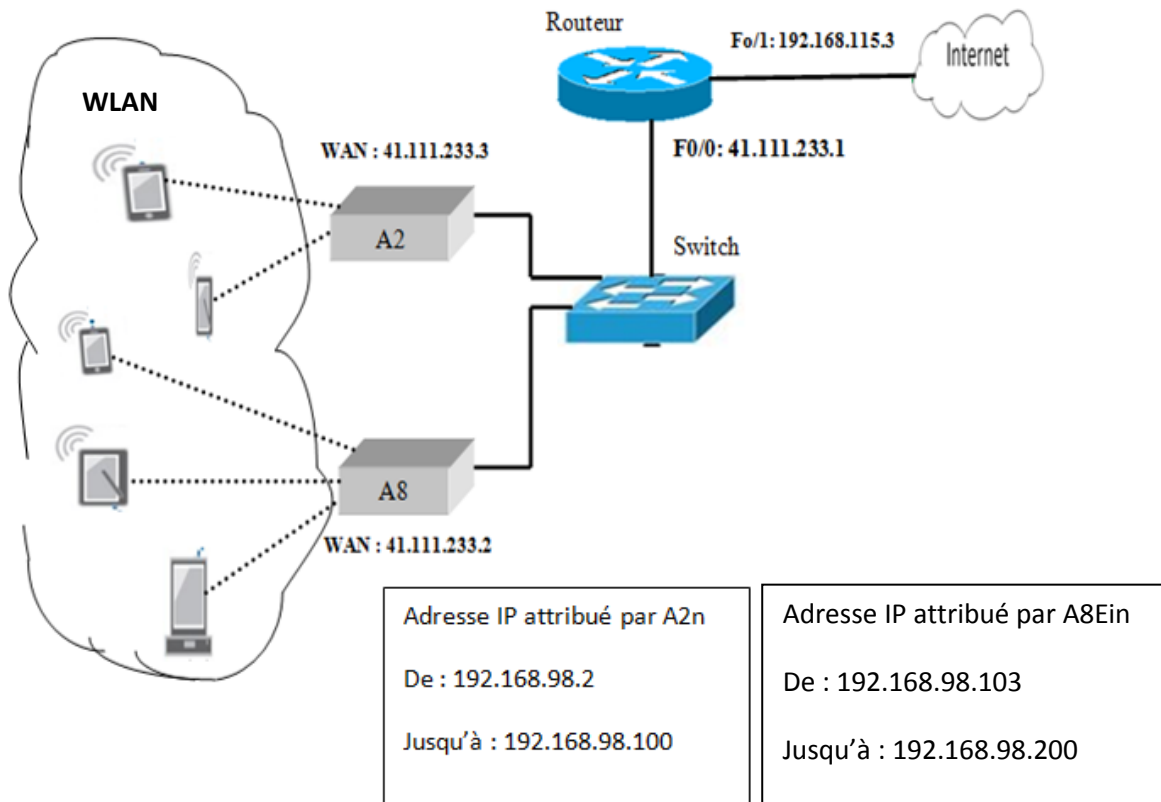 Routeur
Fo/1: 192.168.115.3
Internet
WLAN
WAN : 41.111.233.3
F0/0: 41.111.233.1
A2
Switch
A8
WAN : 41.111.233.2
Adresse IP attribué par A2n
De : 192.168.98.2
Jusqu'à : 192.168.98.100
Adresse IP attribué par A8Ein
De : 192.168.98.103
Jusqu'à : 192.168.98.200